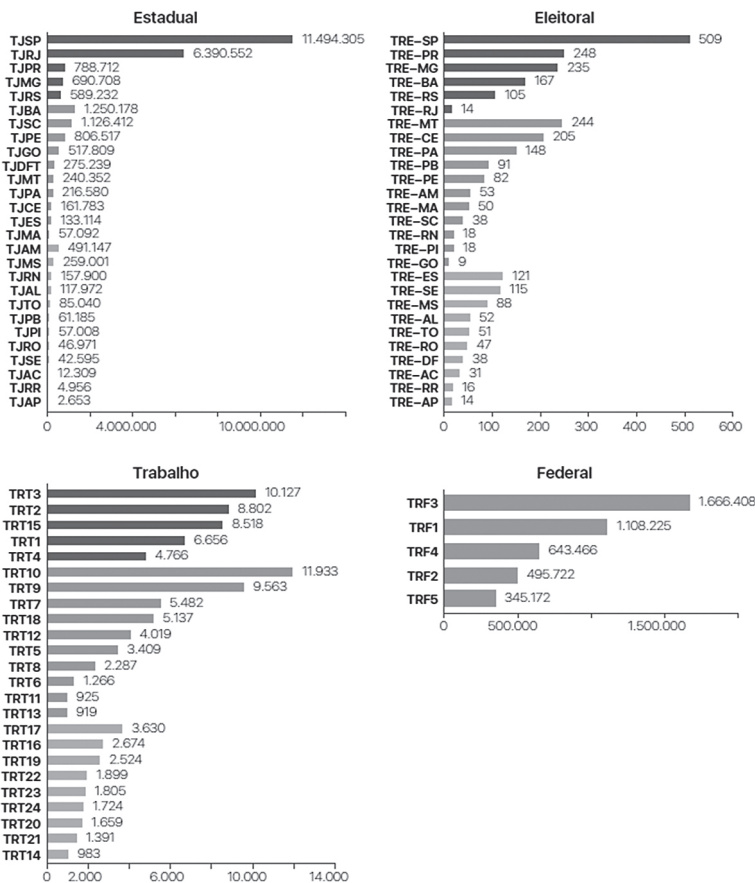 Estadual
TJSP 11.494.305
TJRJ 6.390.552
TJPR 788.712
TJMG 690.708
TJRS 589.232
TJBA 1.250.178
TJSC 1.126.412
TJPE 806.517
TJGO 517.809
TJDFT 275.239
TJMT 240.352
TJPA 216.580
TJCE 161.783
TJES 133.114
TJMA 57.092
TJAM 491.147
TJMS 259.001
TJRN 157.900
TJAL 117.972
TJTO 85.040
TJPB 61.185
TJPI 57.008
TJRO 46.971
TJSE 42.595
TJAC 12.309
TJRR 4.956
TJAP 2.653
0 4.000.000 10.000.000
Eleitoral
TRE–SP 509
TRE–PR 248
TRE–MG 235
TRE–BA 167
TRE–RS 105
TRE–RJ 14
TRE–MT 244
TRE–CE 205
TRE–PA 148
TRE–PB 91
TRE–PE 82
TRE–AM 53
TRE–MA 50
TRE–SC 38
TRE–RN 18
TRE–PI 18
TRE–GO 9
TRE–ES 121
TRE–SE 115
TRE–MS 88
TRE–AL 52
TRE–TO 51
TRE–RO 47
TRE–DF 38
TRE–AC 31
TRE–RR 16
TRE–AP 14
0 100 200 300 400 500 600
Trabalho
TRT3 10.127
TRT2 8.802
TRT15 8.518
TRT1 6.656
TRT4 4.766
TRT10 11.933
TRT9 9.563
TRT7 5.482
TRT18 5.137
TRT12 4.019
TRT5 3.409
TRT8 2.287
TRT6 1.266
TRT11 925
TRT13 919
TRT17 3.630
TRT16 2.674
TRT19 2.524
TRT22 1.899
TRT23 1.805
TRT24 1.724
TRT20 1.659
TRT21 1.391
TRT14 983
0 2.000 6.000 10.000 14.000
Federal
TRF3 1.666.408
TRF1 1.108.225
TRF4 643.466
TRF2 495.722
TRF5 345.172
0 500.000 1.500.000